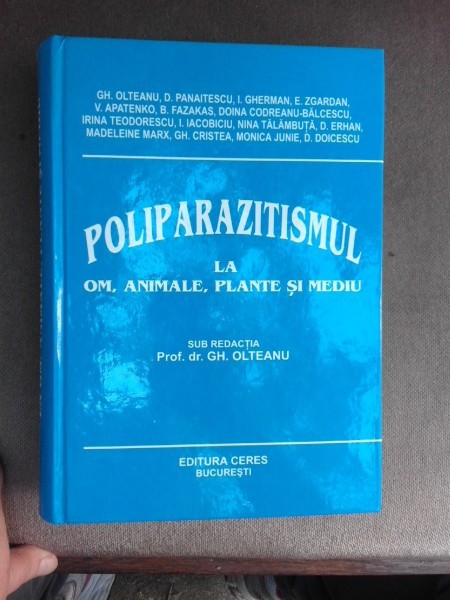 GH. OLTEANU, D. PANAITESCU, I. GHERMAN, E. ZGARDAN,
V. APATENKO, B. FAZAKAS, DOINA CODREANU-BĂLCESCU,
IRINA TEODORESCU, I. IACOBICIU, NINA TĂLĂMBUȚĂ, D. ERHAN,
MADELEINE MARX, GH. CRISTEA, MONICA JUNIE, D. DOICESCU
POLIPARAZITISMUL
LA
OM, ANIMALE, PLANTE ȘI MEDIU
SUB REDACȚIA
Prof. dr. GH. OLTEANU
EDITURA CERES
BUCUREȘTI